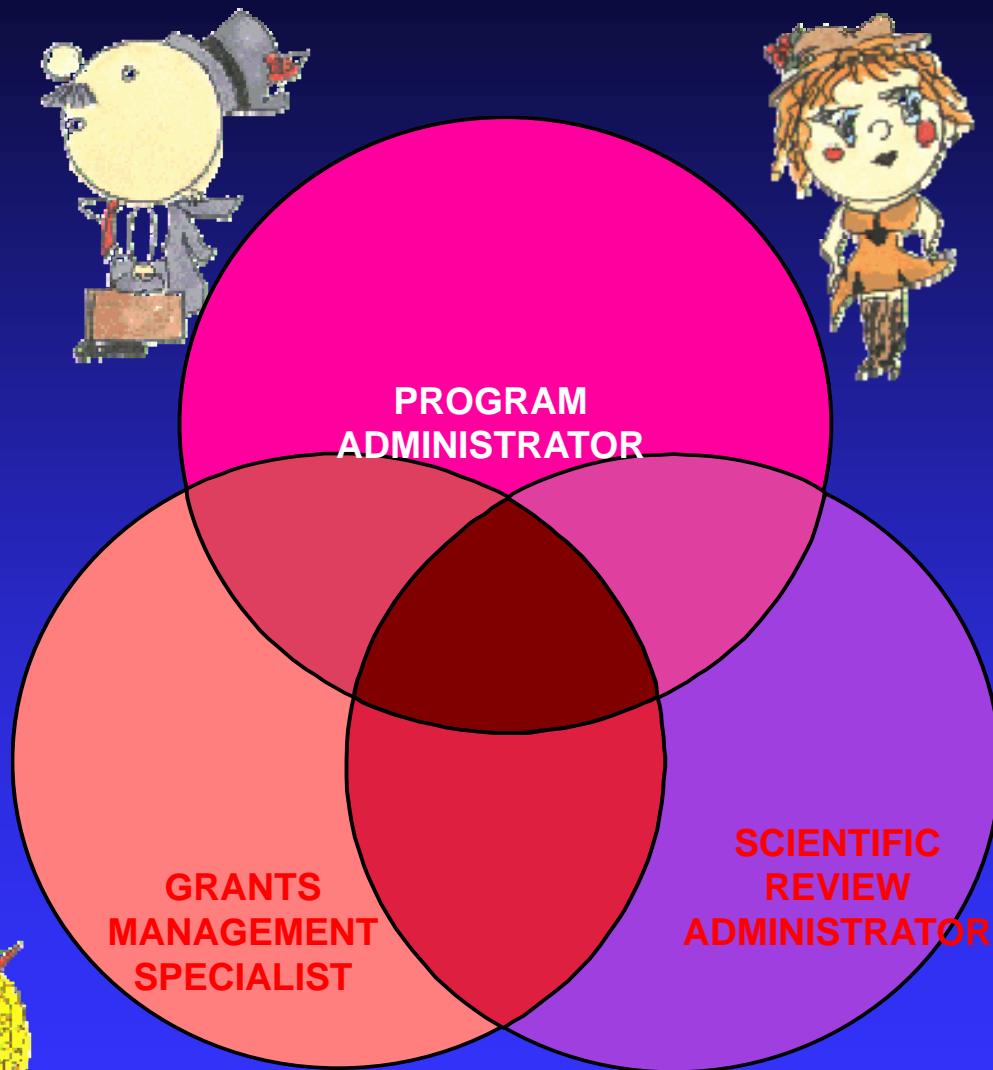 PROGRAM
ADMINISTRATOR
GRANTS
MANAGEMENT
SPECIALIST
SCIENTIFIC
REVIEW
ADMINISTRATOR